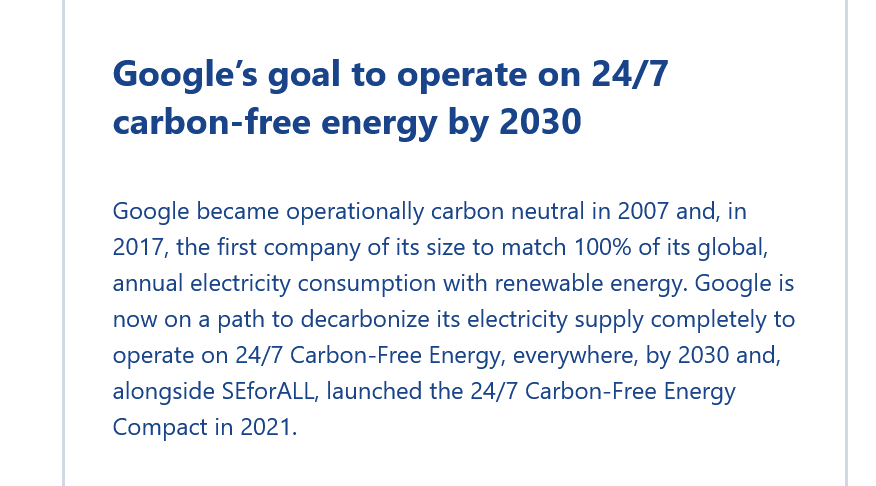 Google’s goal to operate on 24/7
carbon-free energy by 2030
Google became operationally carbon neutral in 2007 and, in
2017, the first company of its size to match 100% of its global,
annual electricity consumption with renewable energy. Google is
now on a path to decarbonize its electricity supply completely to
operate on 24/7 Carbon-Free Energy, everywhere, by 2030 and,
alongside SEforALL, launched the 24/7 Carbon-Free Energy
Compact in 2021.